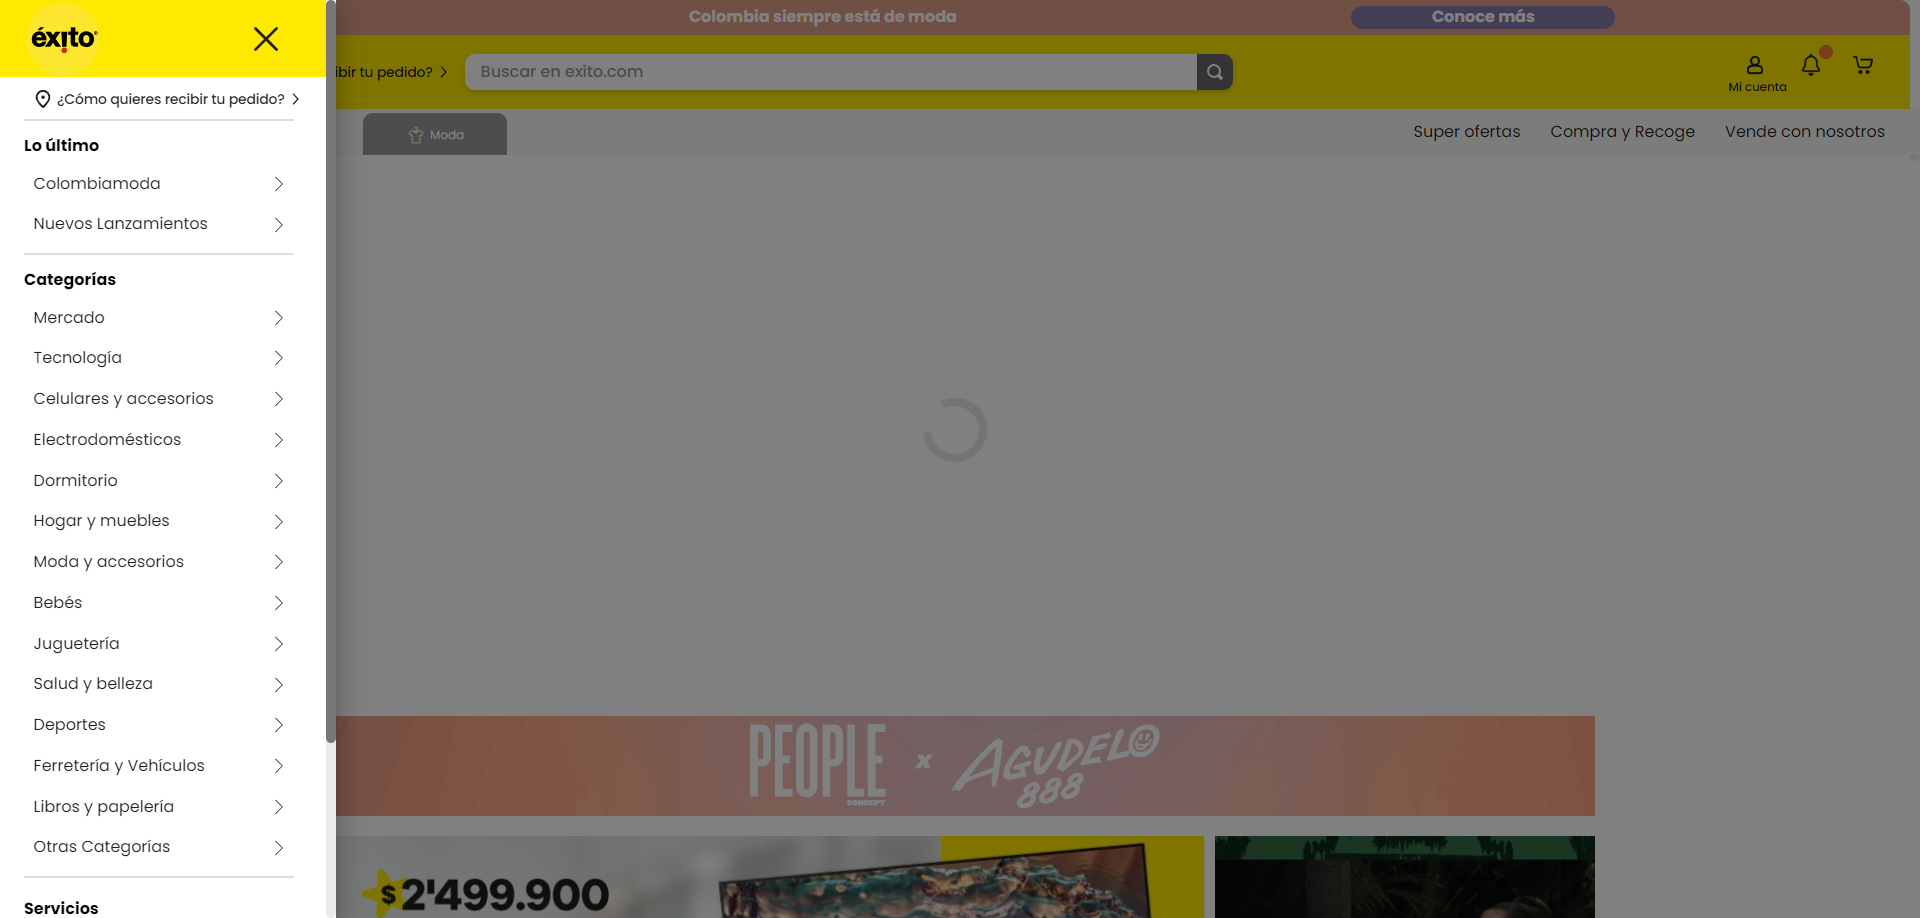 éxito
¿Cómo quieres recibir tu pedido?
Lo último
Colombiamoda
Nuevos Lanzamientos
Categorías
Mercado
Tecnología
Celulares y accesorios
Electrodomésticos
Dormitorio
Hogar y muebles
Moda y accesorios
Bebés
Juguetería
Salud y belleza
Deportes
Ferretería y Vehículos
Libros y papelería
Otras Categorías
Servicios
Colombia siempre está de moda
Conoce más
ibir tu pedido?
Buscar en exito.com
Mi cuenta
Moda
Super ofertas
Compra y Recoge
Vende con nosotros
PEOPLE CONCEPT x AGUDELO 888
$2'499.900